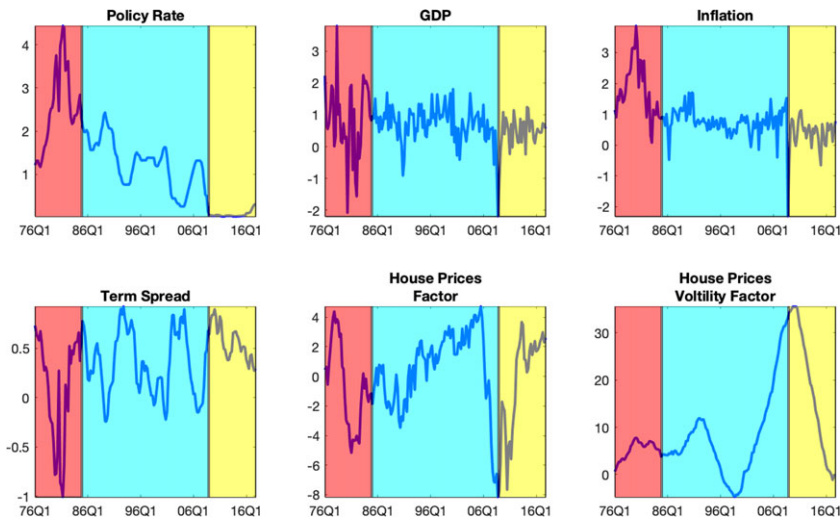 Policy Rate
4
3
2
1
76Q1 86Q1 96Q1 06Q1 16Q1
GDP
3
2
1
0
-1
-2
76Q1 86Q1 96Q1 06Q1 16Q1
Inflation
3
2
1
0
-1
-2
76Q1 86Q1 96Q1 06Q1 16Q1
Term Spread
0.5
0
-0.5
-1
76Q1 86Q1 96Q1 06Q1 16Q1
House Prices
Factor
4
2
0
-2
-4
-6
-8
76Q1 86Q1 96Q1 06Q1 16Q1
House Prices
Voltility Factor
30
20
10
0
76Q1 86Q1 96Q1 06Q1 16Q1